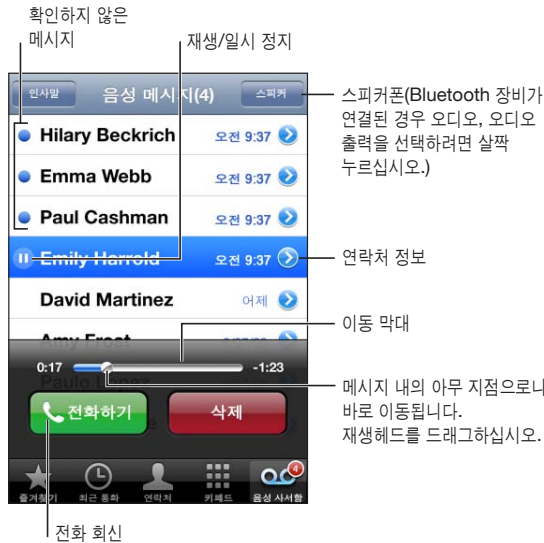 확인하지 않은
메시지
재생/일시 정지
인사말
음성 메시지(4)
스피커
스피커폰(Bluetooth 장비가
연결된 경우 오디오, 오디오
출력을 선택하려면 살짝
누르십시오.)
Hilary Beckrich 오전 9:37
Emma Webb 오전 9:37
Paul Cashman 오전 9:37
Emily Harrold 오전 9:37
연락처 정보
David Martinez 어제
이동 막대
Amy Frost
0:17 -1:23
Paulo Lopez
메시지 내의 아무 지점으로나
바로 이동됩니다.
재생헤드를 드래그하십시오.
전화하기 삭제
4
즐겨찾기 최근 통화 연락처 키패드 음성 사서함
전화 회신